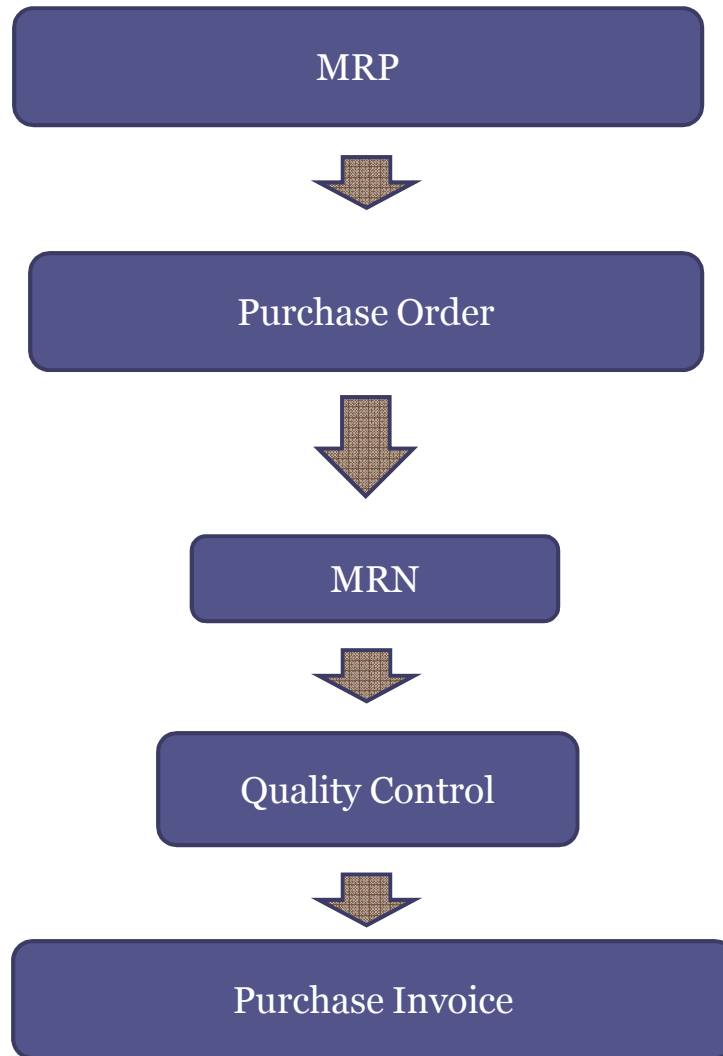 MRP
Purchase Order
MRN
Quality Control
Purchase Invoice